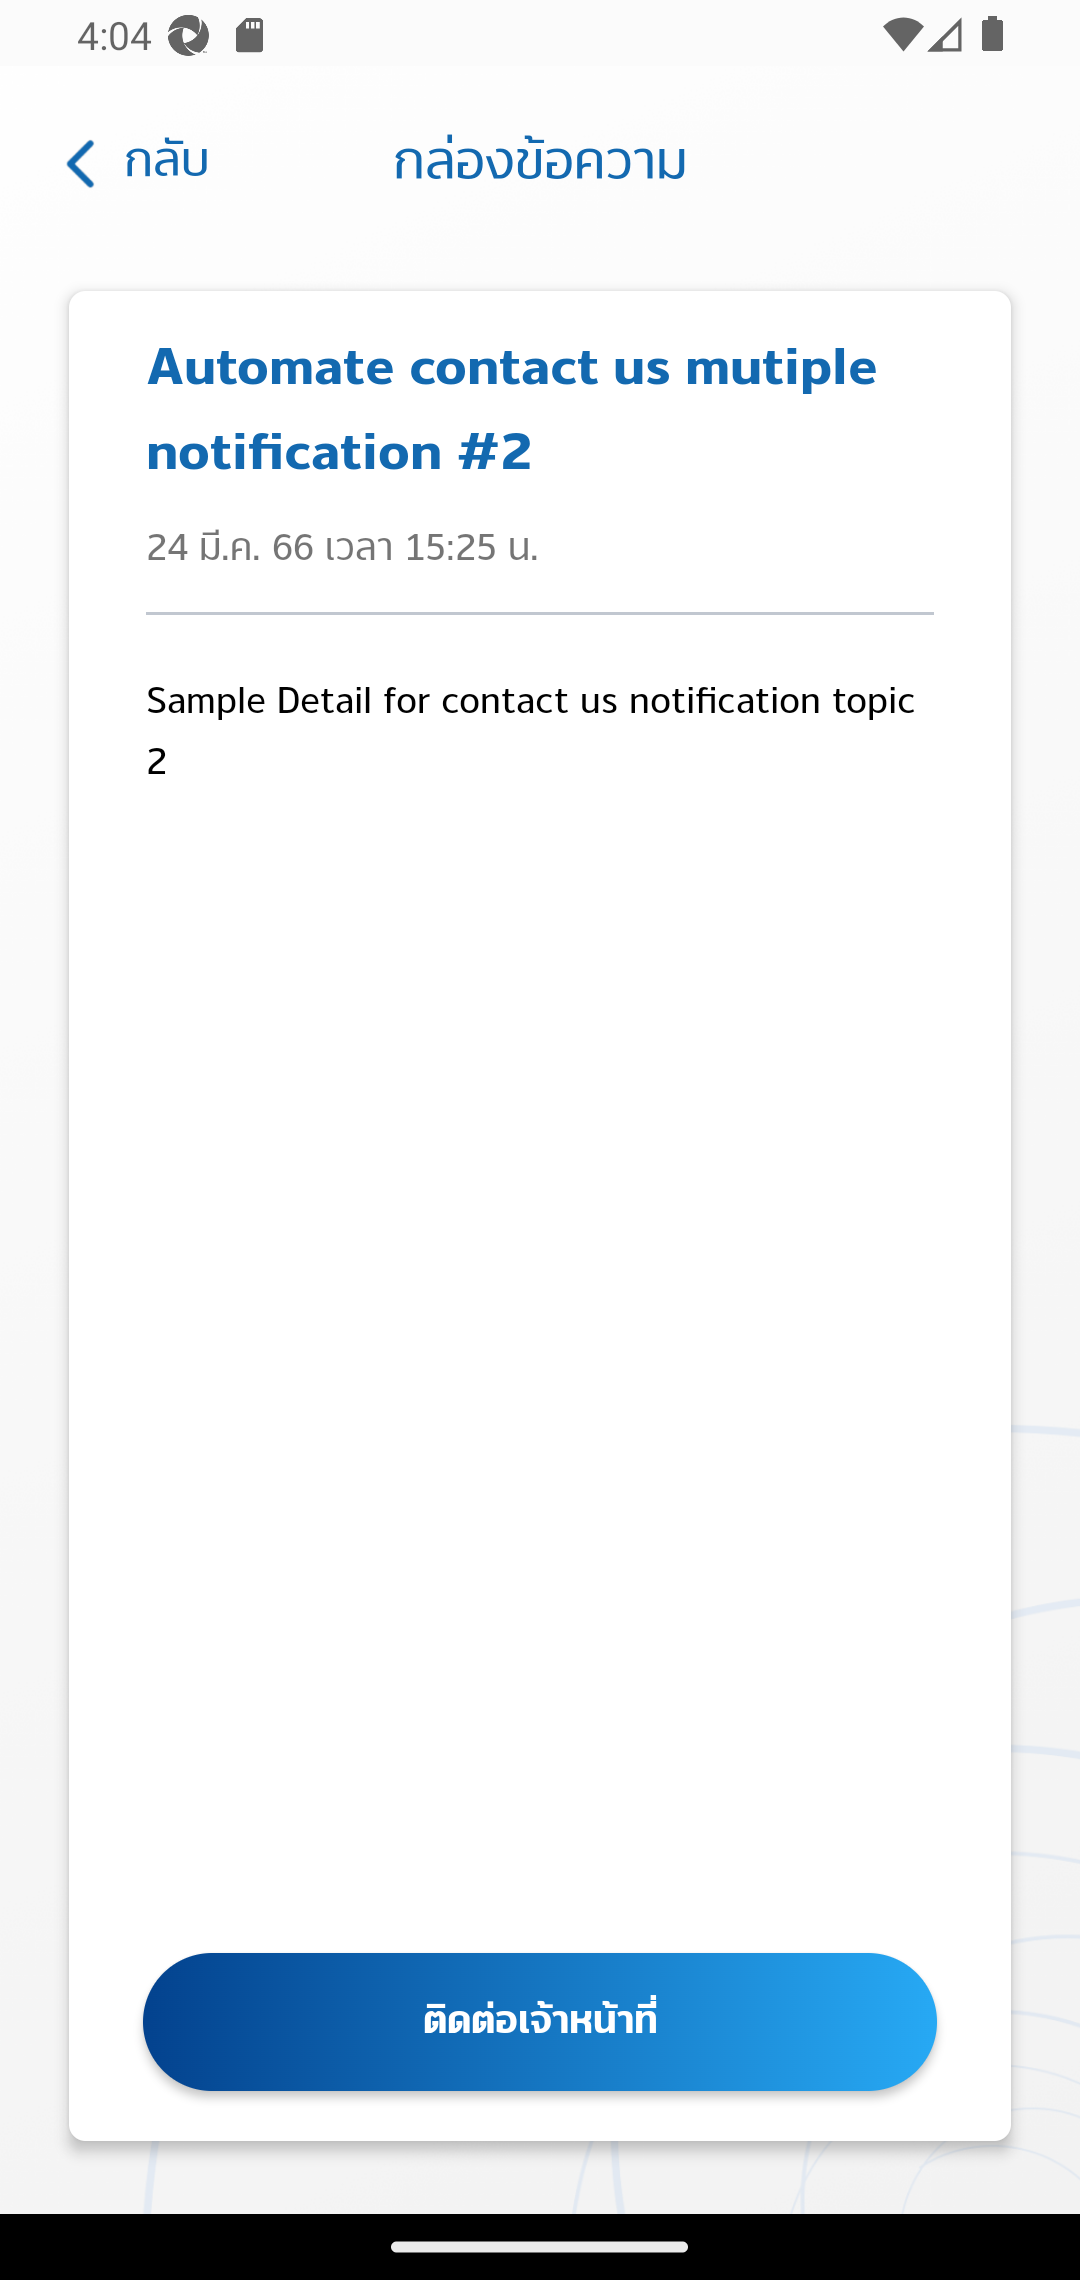 4:04
กลับ
กล่องข้อความ
Automate contact us mutiple
notification #2
24 มี.ค. 66 เวลา 15:25 น.
Sample Detail for contact us notification topic
2
ติดต่อเจ้าหน้าที่